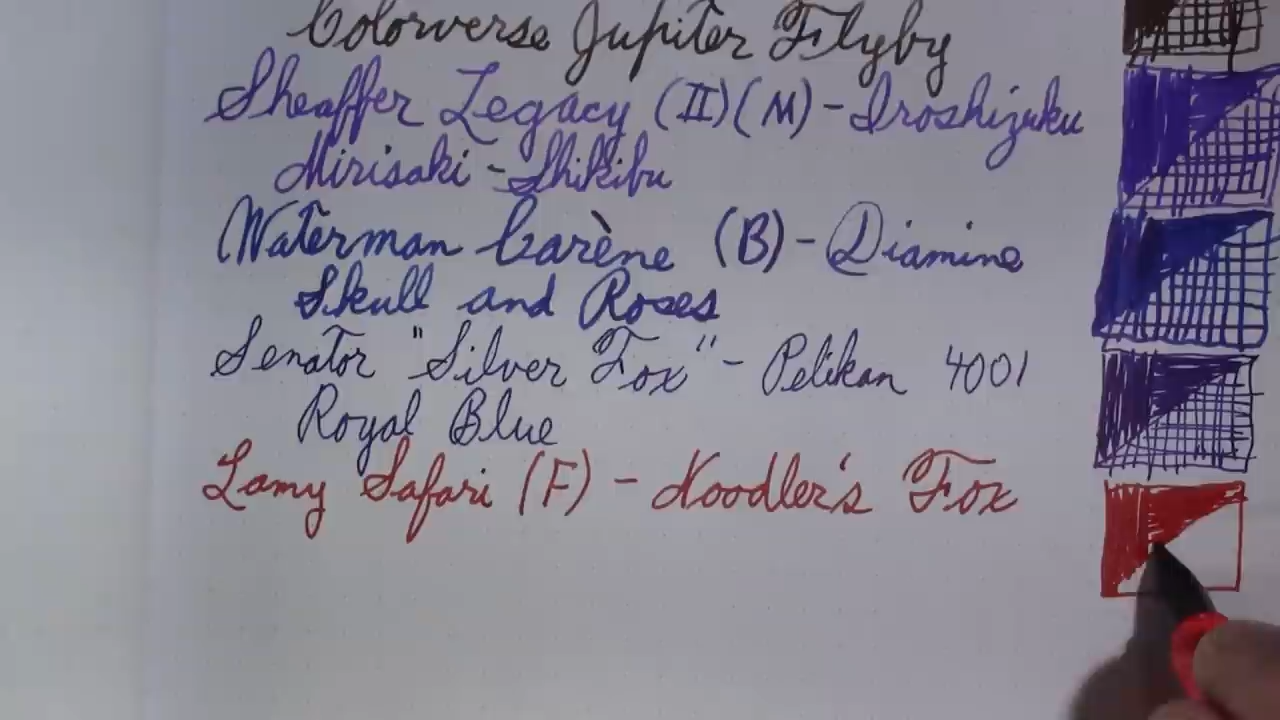 Colorverse Jupiter Flyby
Sheaffer Legacy (II)(M) - Iroshizuku
Mirisaki - Shikibu
Waterman Carène (B) - Diamine
Skull and Roses
Senator "Silver Fox" - Pelikan 4001
Royal Blue
Lamy Safari (F) - Noodler's Fox